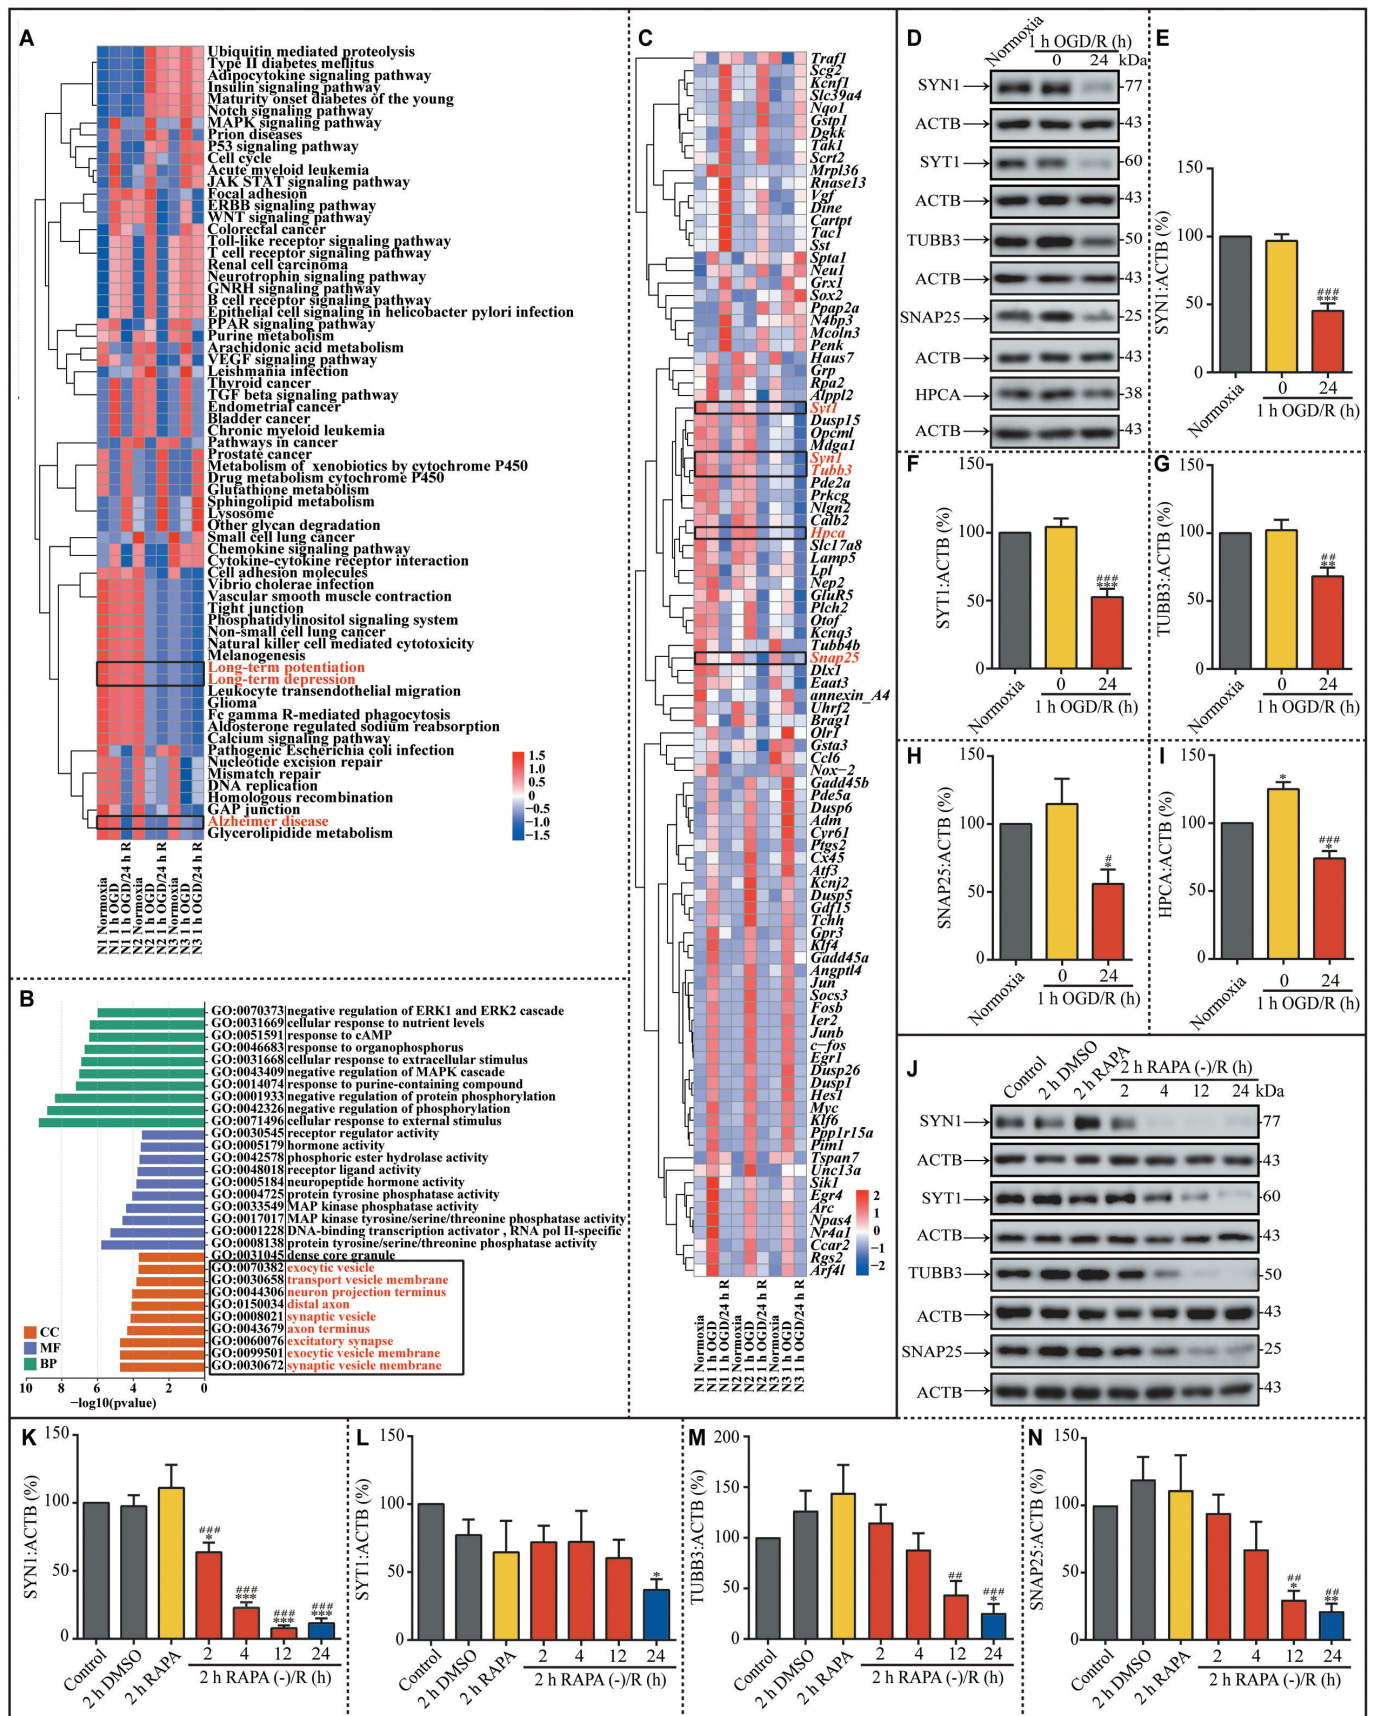 A
Ubiquitin mediated proteolysis
Type II diabetes mellitus
Adipocytokine signaling pathway
Insulin signaling pathway
Maturity onset diabetes of the young
Notch signaling pathway
MAPK signaling pathway
Prion diseases
P53 signaling pathway
Cell cycle
Acute myeloid leukemia
JAK STAT signaling pathway
Focal adhesion
ERBB signaling pathway
WNT signaling pathway
Colorectal cancer
Toll-like receptor signaling pathway
T cell receptor signaling pathway
Renal cell carcinoma
Neurotrophin signaling pathway
GNRH signaling pathway
B cell receptor signaling pathway
Epithelial cell signaling in helicobacter pylori infection
PPAR signaling pathway
Purine metabolism
Arachidonic acid metabolism
VEGF signaling pathway
Leishmania infection
Thyroid cancer
TGF beta signaling pathway
Endometrial cancer
Bladder cancer
Chronic myeloid leukemia
Pathways in cancer
Prostate cancer
Metabolism of xenobiotics by cytochrome P450
Drug metabolism cytochrome P450
Glutathione metabolism
Sphingolipid metabolism
Lysosome
Other glycan degradation
Small cell lung cancer
Chemokine signaling pathway
Cytokine-cytokine receptor interaction
Cell adhesion molecules
Vibrio cholerae infection
Vascular smooth muscle contraction
Tight junction
Phosphatidylinositol signaling system
Non-small cell lung cancer
Natural killer cell mediated cytotoxicity
Melanogenesis
Long-term potentiation
Long-term depression
Leukocyte transendothelial migration
Glioma
Fc gamma R-mediated phagocytosis
Aldosterone regulated sodium reabsorption
Calcium signaling pathway
Pathogenic Escherichia coli infection
Nucleotide excision repair
Mismatch repair
DNA replication
Homologous recombination
GAP junction
Alzheimer disease
Glycerolipidide metabolism
1.5
1.0
0.5
0
−0.5
−1.0
−1.5
N1 Normoxia
N1 1 h OGD
N1 1 h OGD/24 h R
N2 Normoxia
N2 1 h OGD
N2 1 h OGD/24 h R
N3 Normoxia
N3 1 h OGD
N3 1 h OGD/24 h R
B
GO:0070373 negative regulation of ERK1 and ERK2 cascade
GO:0031669 cellular response to nutrient levels
GO:0051591 response to cAMP
GO:0046683 response to organophosphorus
GO:0031668 cellular response to extracellular stimulus
GO:0043409 negative regulation of MAPK cascade
GO:0014074 response to purine-containing compound
GO:0001933 negative regulation of protein phosphorylation
GO:0042326 negative regulation of phosphorylation
GO:0071496 cellular response to external stimulus
GO:0030545 receptor regulator activity
GO:0005179 hormone activity
GO:0042578 phosphoric ester hydrolase activity
GO:0048018 receptor ligand activity
GO:0005184 neuropeptide hormone activity
GO:0004725 protein tyrosine phosphatase activity
GO:0033549 MAP kinase phosphatase activity
GO:0017017 MAP kinase tyrosine/serine/threonine phosphatase activity
GO:0001228 DNA-binding transcription activator , RNA pol II-specific
GO:0008138 protein tyrosine/serine/threonine phosphatase activity
GO:0031045 dense core granule
GO:0070382 exocytic vesicle
GO:0030658 transport vesicle membrane
GO:0044306 neuron projection terminus
GO:0150034 distal axon
GO:0008021 synaptic vesicle
GO:0043679 axon terminus
GO:0060076 excitatory synapse
GO:0099501 exocytic vesicle membrane
GO:0030672 synaptic vesicle membrane
CC
MF
BP
10 8 6 4 2 0
−log10(pvalue)
C
Traf1
Scg2
Kcnf1
Slc39a4
Nqo1
Gstp1
Dgkk
Tak1
Scrt2
Mrpl36
Rnase13
Vgf
Dine
Cartpt
Tac1
Sst
Spta1
Neu1
Grx1
Sox2
Ppap2a
N4bp3
Mcoln3
Penk
Haus7
Grp
Rpa2
Alppl2
Syt1
Dusp15
Opcml
Mdga1
Syn1
Tubb3
Pde2a
Prkcg
Nlgn2
Calb2
Hpca
Slc17a8
Lamp5
Lpl
Nep2
GluR5
Plch2
Otof
Kcnq3
Tubb4b
Snap25
Dlx1
Eaat3
annexin_A4
Uhrf2
Brag1
Olr1
Gsta3
Ccl6
Nox−2
Gadd45b
Pde5a
Dusp6
Adm
Cyr61
Ptgs2
Cx45
Atf3
Kcnj2
Dusp5
Gdf15
Tchh
Gpr3
Klf4
Gadd45a
Angptl4
Jun
Socs3
Fosb
Ier2
Junb
c−fos
Egr1
Dusp26
Dusp1
Hes1
Myc
Klf6
Ppp1r15a
Pim1
Tspan7
Unc13a
Sik1
Egr4
Arc
Npas4
Nr4a1
Ccar2
Rgs2
Arf4l
2
1
0
−1
−2
N1 Normoxia
N1 1 h OGD
N1 1 h OGD/24 h R
N2 Normoxia
N2 1 h OGD
N2 1 h OGD/24 h R
N3 Normoxia
N3 1 h OGD
N3 1 h OGD/24 h R
D
Normoxia
1 h OGD/R (h)
0 24 kDa
SYN1 77
ACTB 43
SYT1 60
ACTB 43
TUBB3 50
ACTB 43
SNAP25 25
ACTB 43
HPCA 38
ACTB 43
E
SYN1:ACTB (%)
150
100
50
0
###
***
Normoxia
0 24
1 h OGD/R (h)
F
SYT1:ACTB (%)
150
100
50
0
###
***
Normoxia
0 24
1 h OGD/R (h)
G
TUBB3:ACTB (%)
150
100
50
0
##
**
Normoxia
0 24
1 h OGD/R (h)
H
SNAP25:ACTB (%)
150
100
50
0
#
*
Normoxia
0 24
1 h OGD/R (h)
I
HPCA:ACTB (%)
150
100
50
0
*
###
*
Normoxia
0 24
1 h OGD/R (h)
J
Control
2 h DMSO
2 h RAPA
2 h RAPA (-)/R (h)
2 4 12 24 kDa
SYN1 77
ACTB 43
SYT1 60
ACTB 43
TUBB3 50
ACTB 43
SNAP25 25
ACTB 43
K
SYN1:ACTB (%)
150
100
50
0
###
*
###
***
###
***
###
***
Control
2 h DMSO
2 h RAPA
2 4 12 24
2 h RAPA (-)/R (h)
L
SYT1:ACTB (%)
150
100
50
0
*
Control
2 h DMSO
2 h RAPA
2 4 12 24
2 h RAPA (-)/R (h)
M
TUBB3:ACTB (%)
200
150
100
50
0
##
###
*
Control
2 h DMSO
2 h RAPA
2 4 12 24
2 h RAPA (-)/R (h)
N
SNAP25:ACTB (%)
150
100
50
0
##
*
##
**
Control
2 h DMSO
2 h RAPA
2 4 12 24
2 h RAPA (-)/R (h)